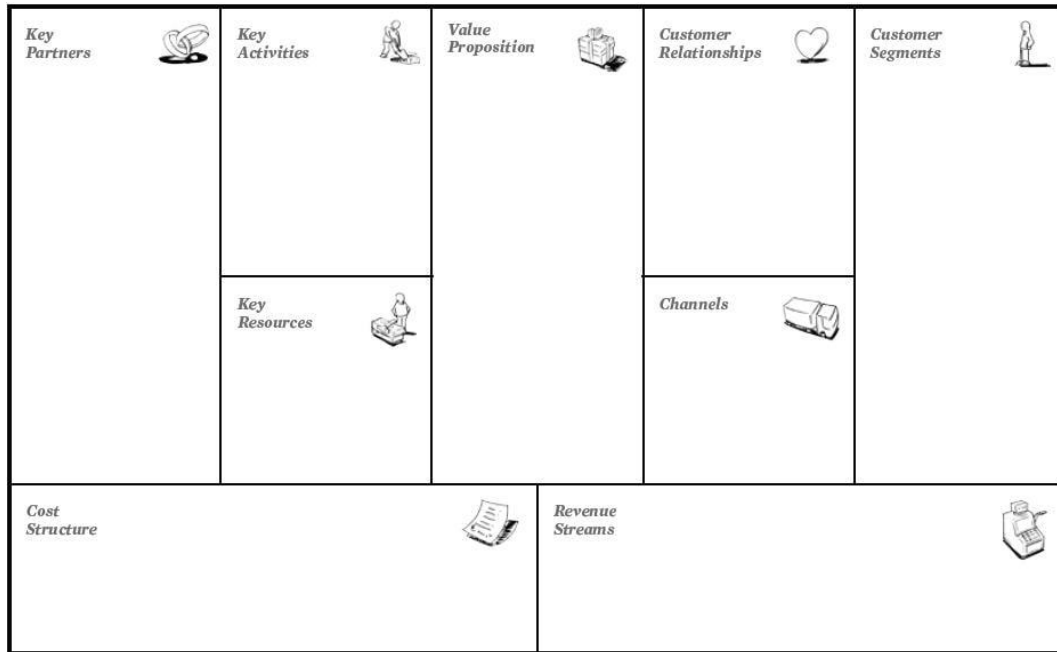 Key
Partners
Key
Activities
Value
Proposition
Customer
Relationships
Customer
Segments
Key
Resources
Channels
Cost
Structure
Revenue
Streams